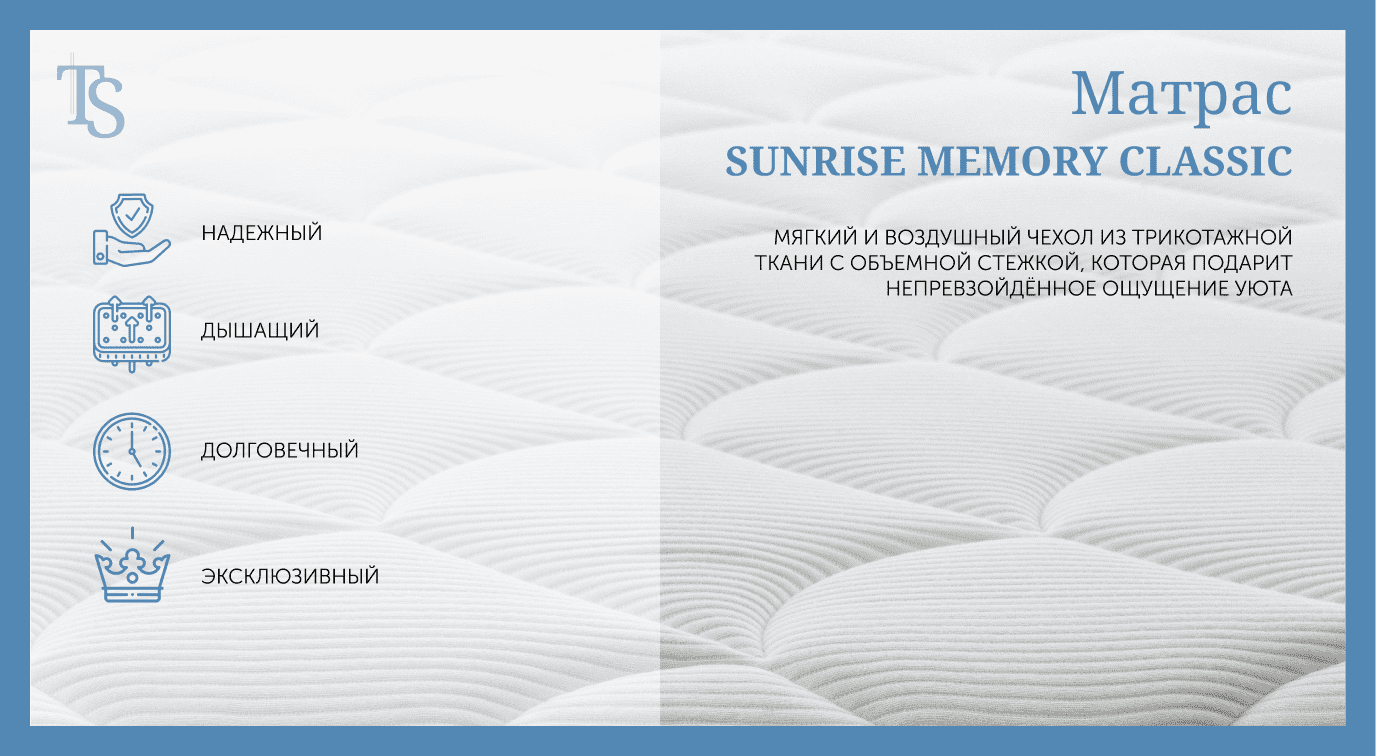 TS
Матрас
SUNRISE MEMORY CLASSIC
МЯГКИЙ И ВОЗДУШНЫЙ ЧЕХОЛ ИЗ ТРИКОТАЖНОЙ
ТКАНИ С ОБЪЕМНОЙ СТЕЖКОЙ, КОТОРАЯ ПОДАРИТ
НЕПРЕВЗОЙДЁННОЕ ОЩУЩЕНИЕ УЮТА
НАДЕЖНЫЙ
ДЫШАЩИЙ
ДОЛГОВЕЧНЫЙ
ЭКСКЛЮЗИВНЫЙ